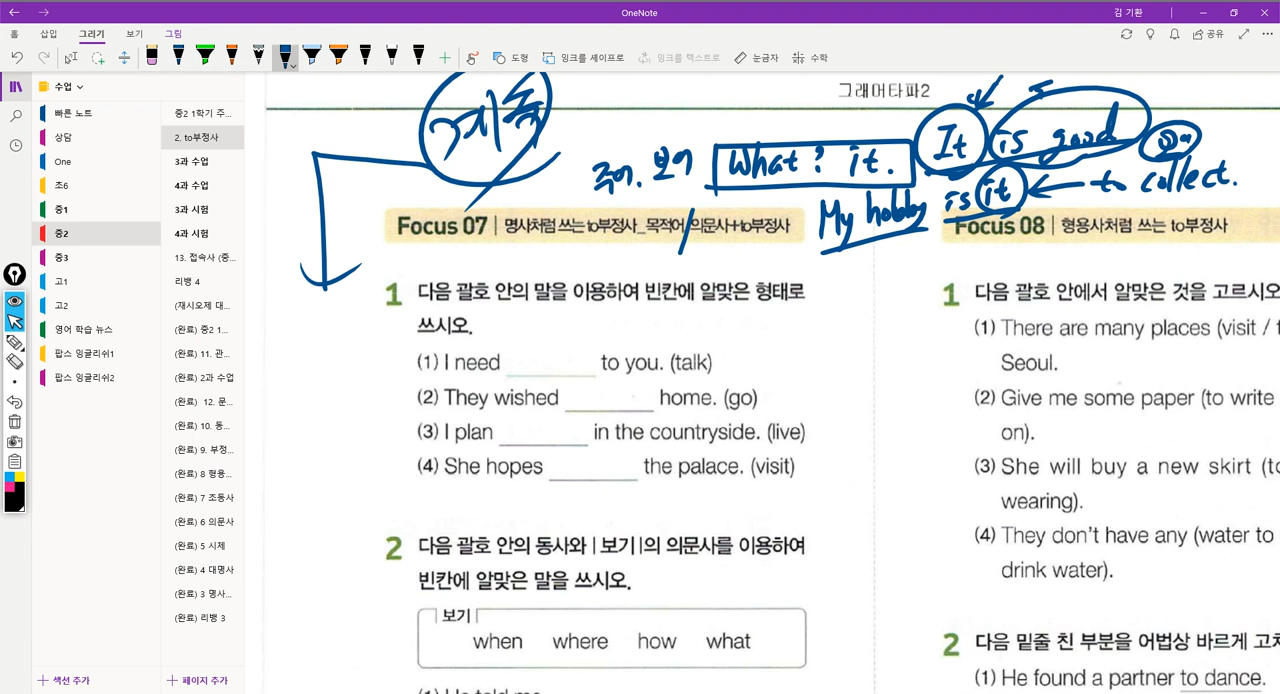 OneNote
김 기환
홈 삽입 그리기 보기 그림
공유
도형 잉크를 셰이프로 잉크를 텍스트로 눈금자 수학
수업
빠른 노트
상담
One
초6
중1
중2
중3
고1
고2
영어 학습 뉴스
팝스 잉글리쉬1
팝스 잉글리쉬2
섹션 추가
중2 1학기 주...
2. to부정사
3과 수업
4과 수업
3과 시험
4과 시험
13. 접속사 (중...
리뱁 4
(재시오제 대...
(완료) 중2 1...
(완료) 11. 관...
(완료) 2과 수업
(완료) 12. 문...
(완료) 10. 동...
(완료) 9. 부정...
(완료) 8 형용...
(완료) 7 조동사
(완료) 6 의문사
(완료) 5 시제
(완료) 4 대명사
(완료) 3 명사...
(완료) 리뱁 3
페이지 추가
그래머타파2
It is good
주어. 보어 What? it.
is it ← to collect.
My hobby
Focus 07 | 명사처럼 쓰는 to부정사_목적어/의문사+to부정사
1 다음 괄호 안의 말을 이용하여 빈칸에 알맞은 형태로
쓰시오.
(1) I need ________ to you. (talk)
(2) They wished ________ home. (go)
(3) I plan ________ in the countryside. (live)
(4) She hopes ________ the palace. (visit)
2 다음 괄호 안의 동사와 |보기|의 의문사를 이용하여
빈칸에 알맞은 말을 쓰시오.
보기
when where how what
Focus 08 | 형용사처럼 쓰는 to부정사
1 다음 괄호 안에서 알맞은 것을 고르시오
(1) There are many places (visit /
Seoul.
(2) Give me some paper (to write
on).
(3) She will buy a new skirt (to
wearing).
(4) They don't have any (water to
drink water).
2 다음 밑줄 친 부분을 어법상 바르게 고쳐
(1) He found a partner to dance.